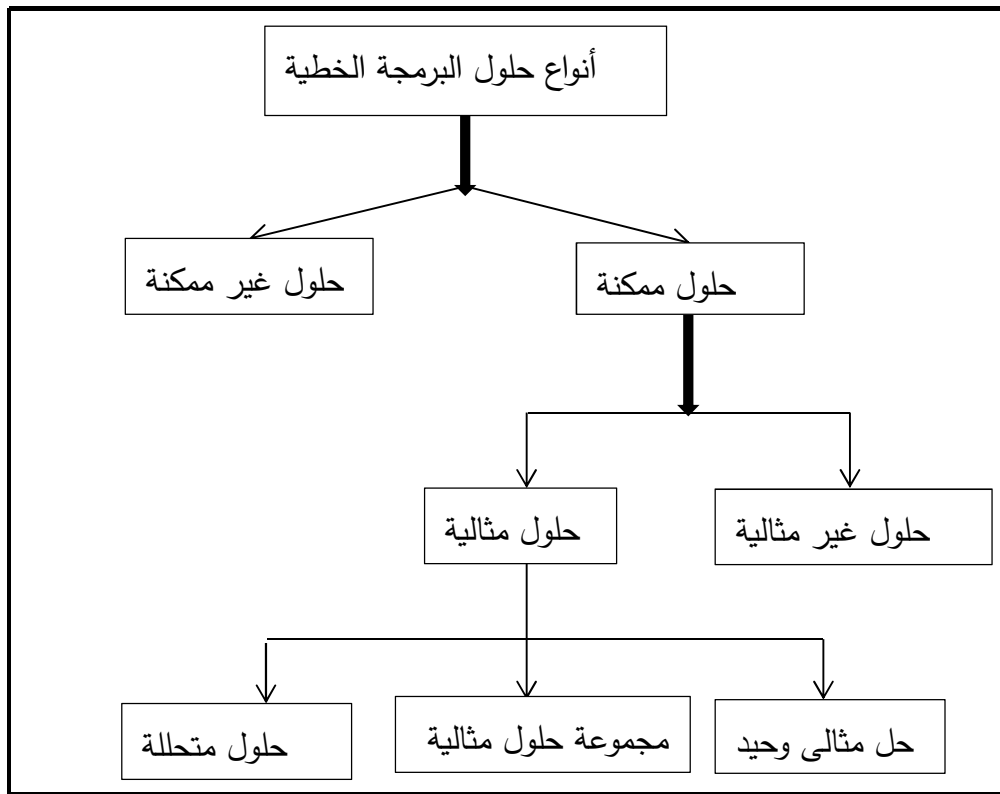 أنواع حلول البرمجة الخطية
حلول ممكنة
حلول غير ممكنة
حلول غير مثالية
حلول مثالية
حل مثالى وحيد
مجموعة حلول مثالية
حلول متحللة